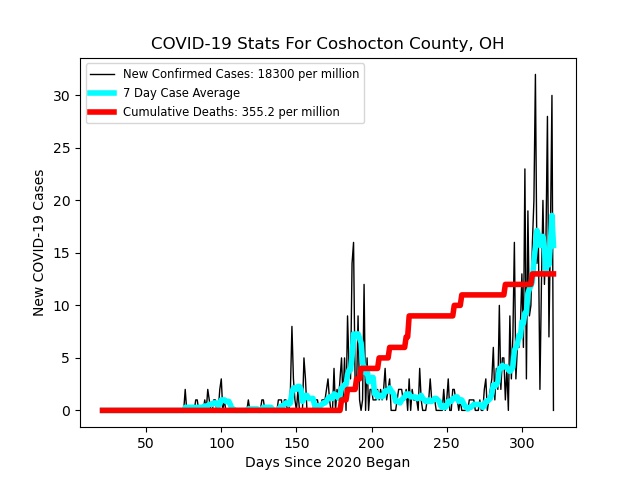 COVID-19 Stats For Coshocton County, OH
New Confirmed Cases: 18300 per million
7 Day Case Average
Cumulative Deaths: 355.2 per million
New COVID-19 Cases
30
25
20
15
10
5
0
50 100 150 200 250 300
Days Since 2020 Began